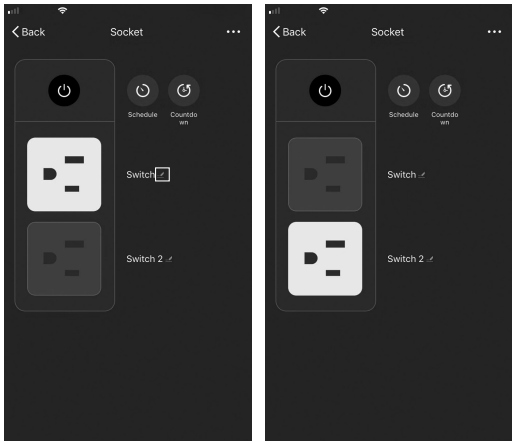 Back Socket
Schedule Countdo
wn
Switch
Switch 2
Back Socket
Schedule Countdo
wn
Switch
Switch 2